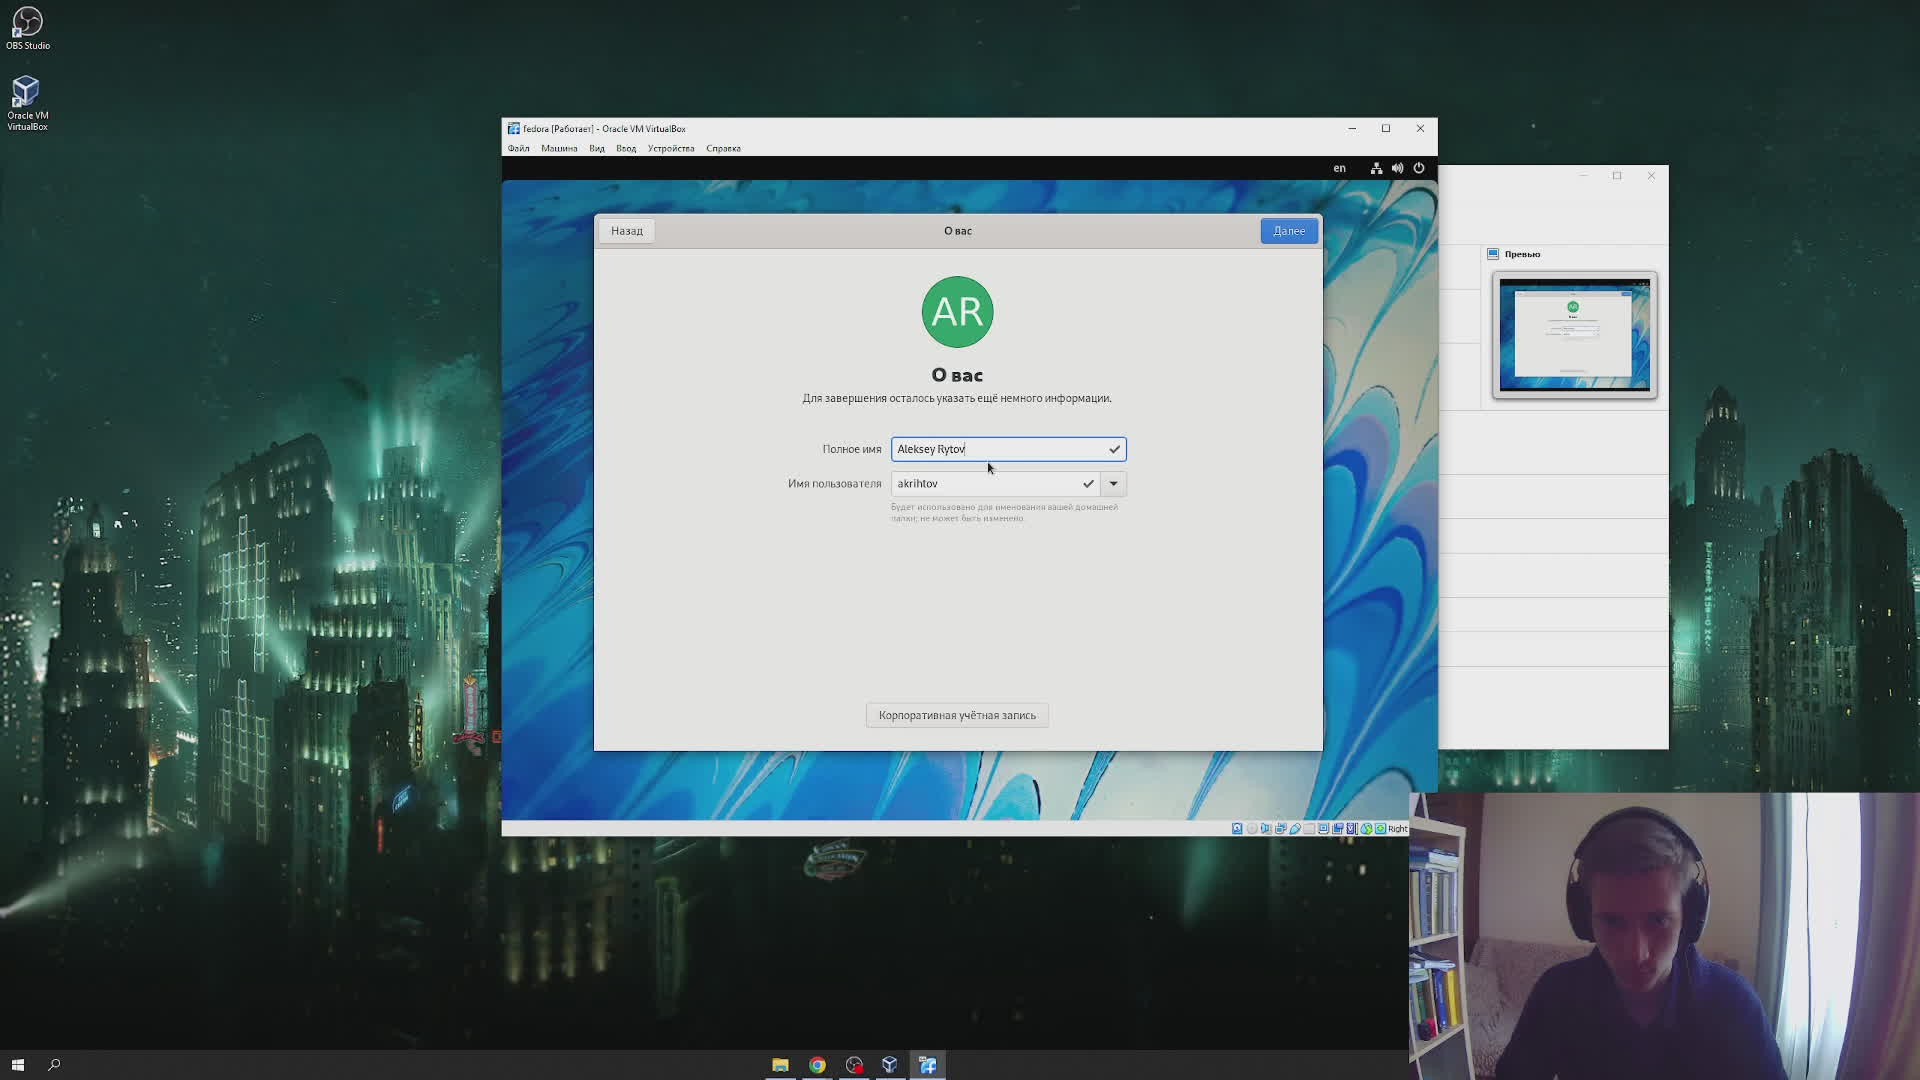 OBS Studio
Oracle VM
VirtualBox
fedora [Работает] - Oracle VM VirtualBox
Файл Машина Вид Ввод Устройства Справка
en
Назад
О вас
Далее
AR
О вас
Для завершения осталось указать ещё немного информации.
Полное имя
Aleksey Rytov
Имя пользователя
akrihtov
Будет использовано для именования вашей домашней
папки; не может быть изменено.
Корпоративная учётная запись
Превью
AR
Right